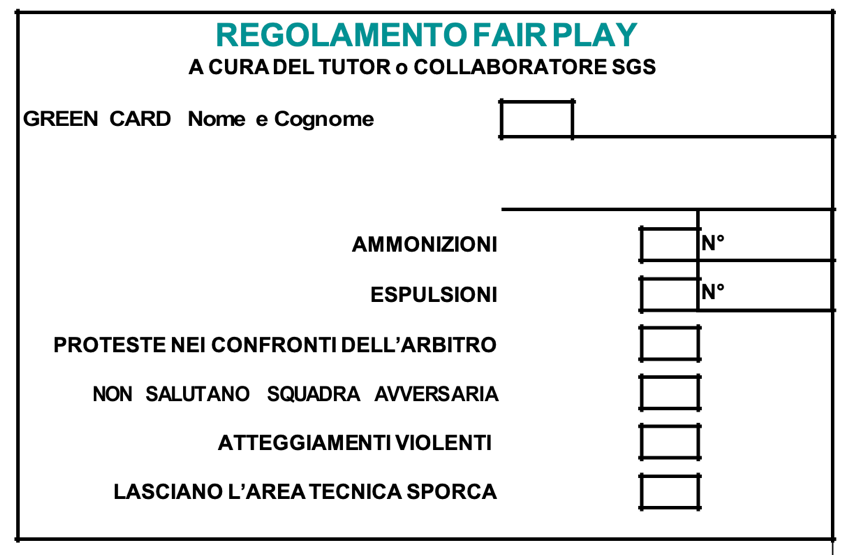 REGOLAMENTO FAIR PLAY
A CURA DEL TUTOR o COLLABORATORE SGS
GREEN CARD Nome e Cognome
AMMONIZIONI N°
ESPULSIONI N°
PROTESTE NEI CONFRONTI DELL’ARBITRO
NON SALUTANO SQUADRA AVVERSARIA
ATTEGGIAMENTI VIOLENTI
LASCIANO L’AREA TECNICA SPORCA